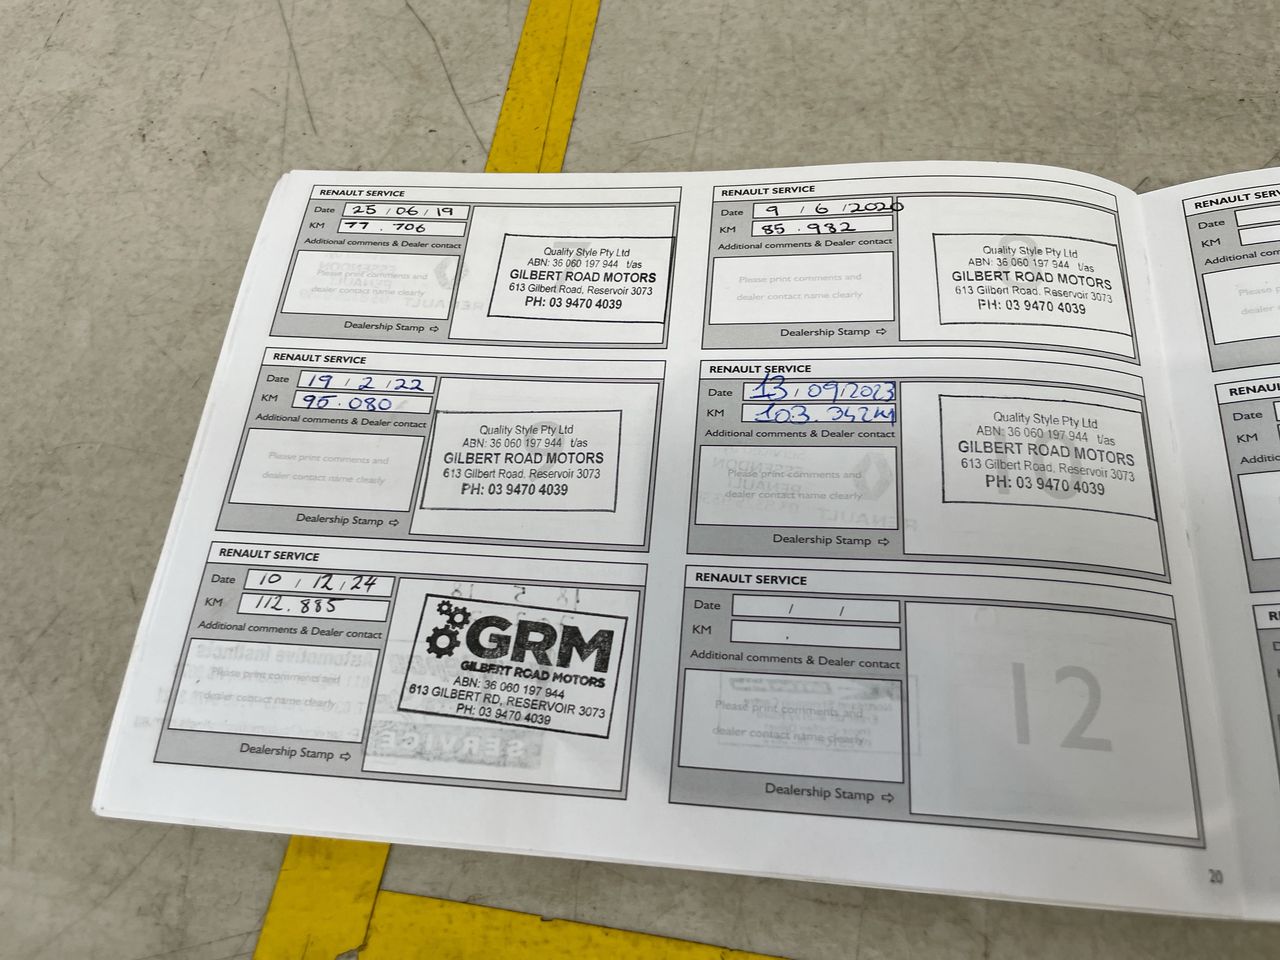 RENAULT SERVICE
Date 25 / 06 / 19
KM 77.706
Additional comments & Dealer contact
Please print comments and
dealer contact name clearly
Dealership Stamp ⇨
Quality Style Pty Ltd
ABN: 36 060 197 944 t/as
GILBERT ROAD MOTORS
613 Gilbert Road, Reservoir 3073
PH: 03 9470 4039
RENAULT SERVICE
Date 9 / 6 / 2020
KM 85.982
Additional comments & Dealer contact
Please print comments and
dealer contact name clearly
Dealership Stamp ⇨
Quality Style Pty Ltd
ABN: 36 060 197 944 t/as
GILBERT ROAD MOTORS
613 Gilbert Road, Reservoir 3073
PH: 03 9470 4039
RENAULT SERVICE
Date 19 / 2 / 22
KM 95.080
Additional comments & Dealer contact
Please print comments and
dealer contact name clearly
Dealership Stamp ⇨
Quality Style Pty Ltd
ABN: 36 060 197 944 t/as
GILBERT ROAD MOTORS
613 Gilbert Road, Reservoir 3073
PH: 03 9470 4039
RENAULT SERVICE
Date 13 / 09 / 2023
KM 103.342KM
Additional comments & Dealer contact
Please print comments and
dealer contact name clearly
Dealership Stamp ⇨
10
Quality Style Pty Ltd
ABN: 36 060 197 944 t/as
GILBERT ROAD MOTORS
613 Gilbert Road, Reservoir 3073
PH: 03 9470 4039
RENAULT SERVICE
Date 10 / 12 / 24
KM 112.885
Additional comments & Dealer contact
Please print comments and
dealer contact name clearly
Dealership Stamp ⇨
GRM
GILBERT ROAD MOTORS
ABN: 36 060 197 944
613 GILBERT RD, RESERVOIR 3073
PH: 03 9470 4039
RENAULT SERVICE
Date / /
KM .
Additional comments & Dealer contact
Please print comments and
dealer contact name clearly
Dealership Stamp ⇨
12
20
RENAULT SERV
Date
KM
Additional
Please p
dealer
RENAUL
Date
KM
Additio